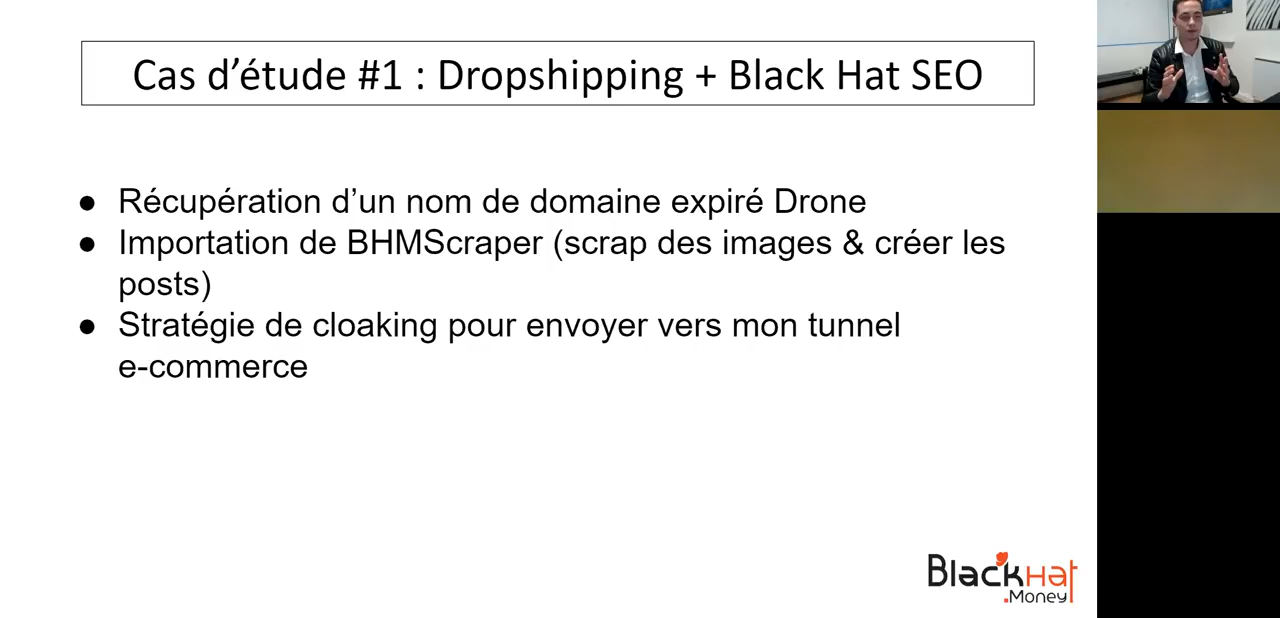 Cas d’étude #1 : Dropshipping + Black Hat SEO
● Récupération d’un nom de domaine expiré Drone
● Importation de BHMScraper (scrap des images & créer les
posts)
● Stratégie de cloaking pour envoyer vers mon tunnel
e-commerce
BlackHat
.Money